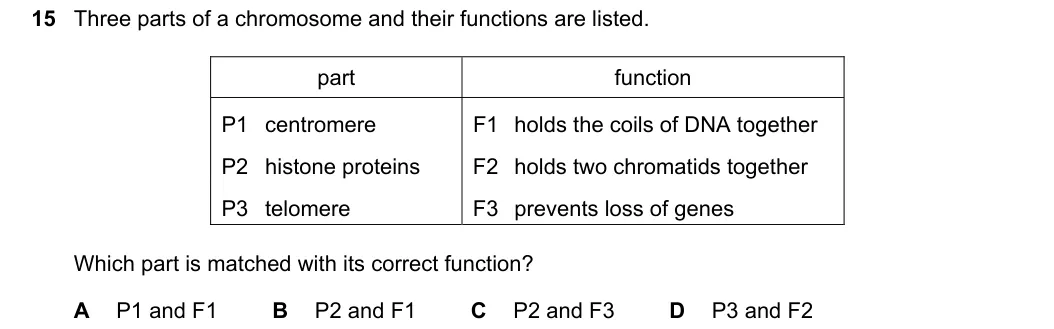 15 Three parts of a chromosome and their functions are listed.
part function
P1 centromere F1 holds the coils of DNA together
P2 histone proteins F2 holds two chromatids together
P3 telomere F3 prevents loss of genes
Which part is matched with its correct function?
A P1 and F1 B P2 and F1 C P2 and F3 D P3 and F2